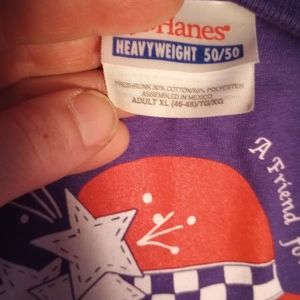 Hanes
HEAVYWEIGHT 50/50
PRESHRUNK 50% COTTON/50% POLYESTER
ASSEMBLED IN MEXICO
ADULT XL (46-48)/TG/XG
A Friend for